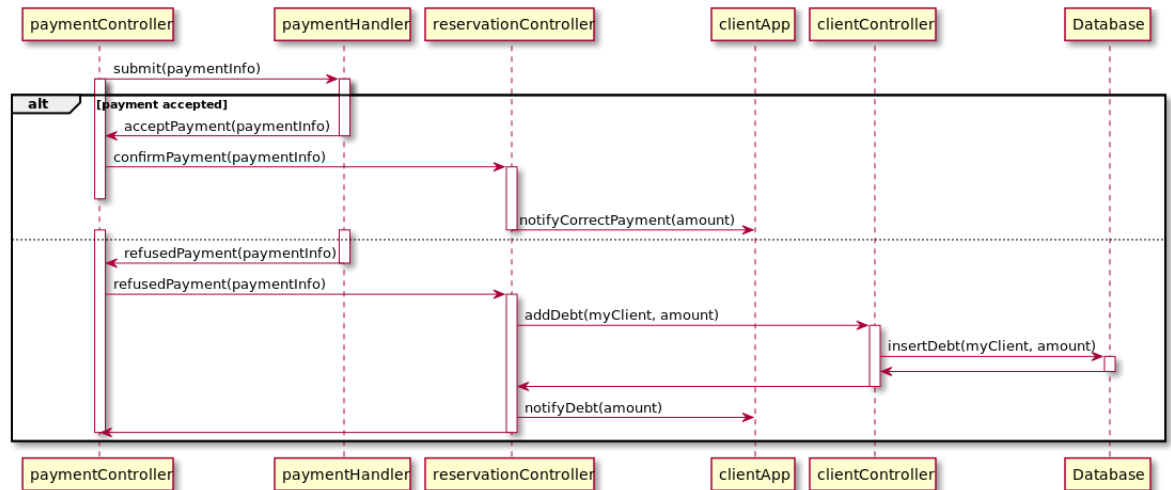 paymentController paymentHandler reservationController clientApp clientController Database
submit(paymentInfo)
alt [payment accepted]
acceptPayment(paymentInfo)
confirmPayment(paymentInfo)
notifyCorrectPayment(amount)
refusedPayment(paymentInfo)
refusedPayment(paymentInfo)
addDebt(myClient, amount)
insertDebt(myClient, amount)
notifyDebt(amount)
paymentController paymentHandler reservationController clientApp clientController Database